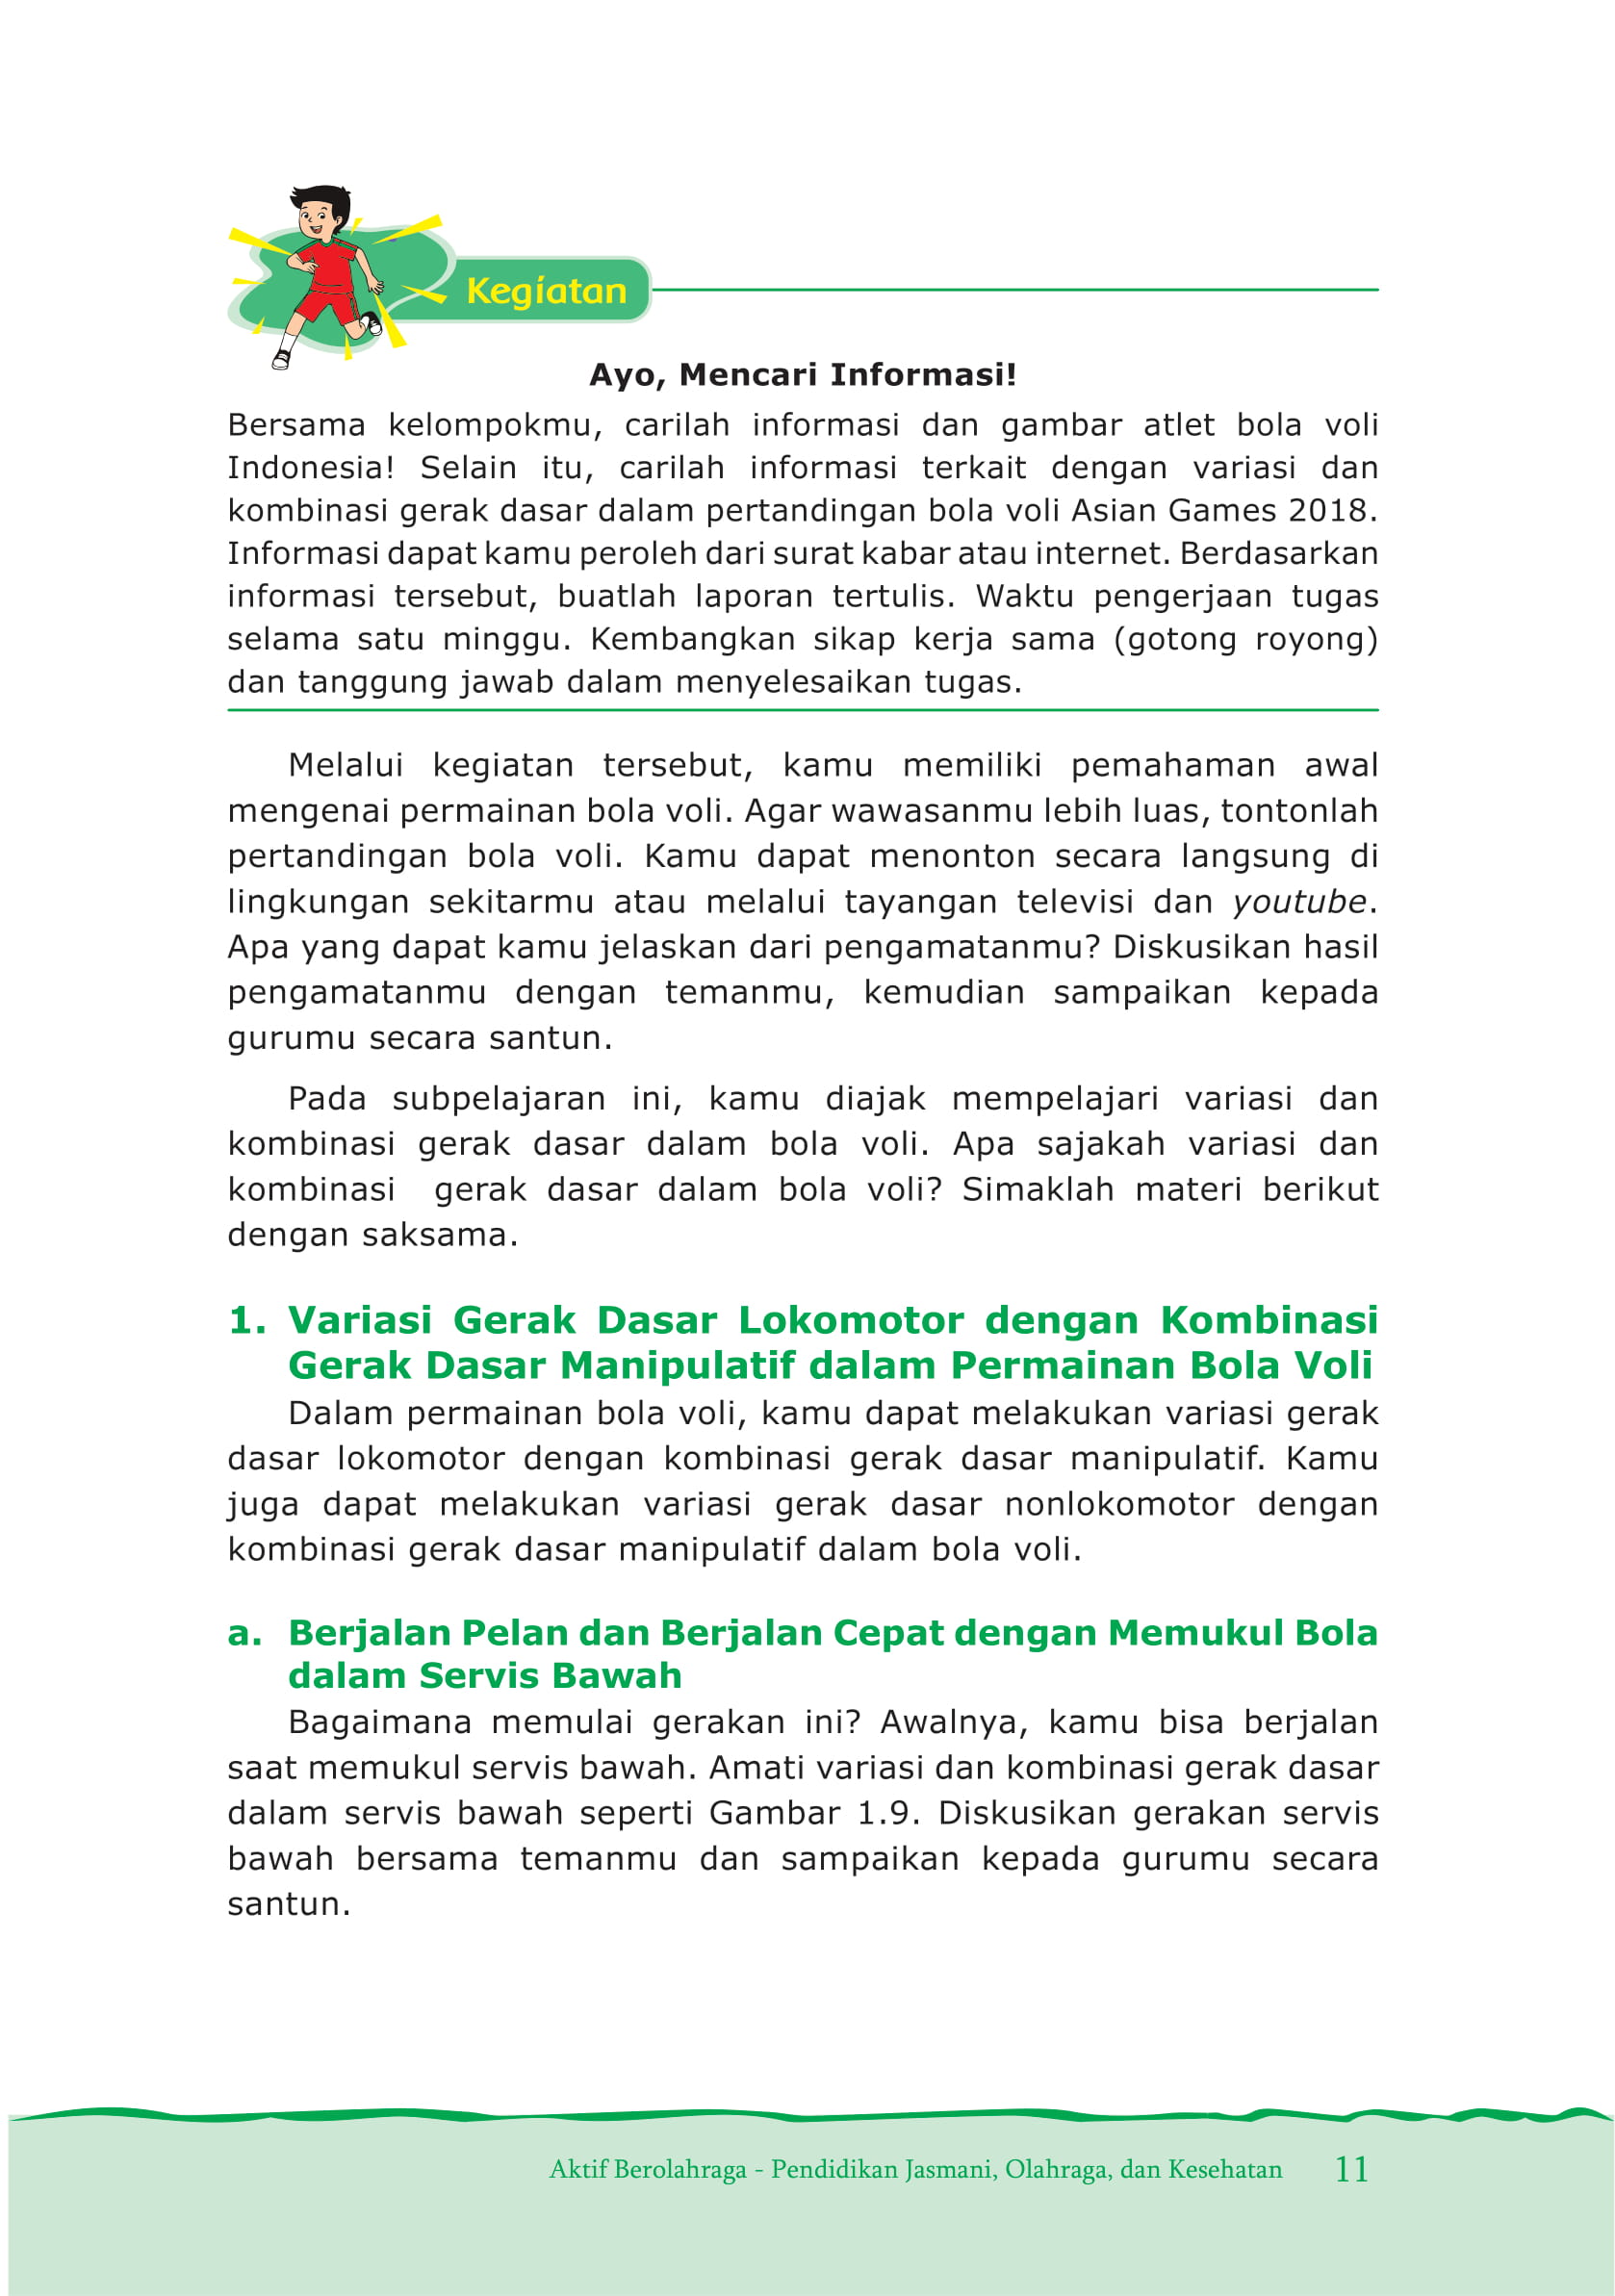 Kegiatan
Ayo, Mencari Informasi!
Bersama kelompokmu, carilah informasi dan gambar atlet bola voli
Indonesia! Selain itu, carilah informasi terkait dengan variasi dan
kombinasi gerak dasar dalam pertandingan bola voli Asian Games 2018.
Informasi dapat kamu peroleh dari surat kabar atau internet. Berdasarkan
informasi tersebut, buatlah laporan tertulis. Waktu pengerjaan tugas
selama satu minggu. Kembangkan sikap kerja sama (gotong royong)
dan tanggung jawab dalam menyelesaikan tugas.
Melalui kegiatan tersebut, kamu memiliki pemahaman awal
mengenai permainan bola voli. Agar wawasanmu lebih luas, tontonlah
pertandingan bola voli. Kamu dapat menonton secara langsung di
lingkungan sekitarmu atau melalui tayangan televisi dan youtube.
Apa yang dapat kamu jelaskan dari pengamatanmu? Diskusikan hasil
pengamatanmu dengan temanmu, kemudian sampaikan kepada
gurumu secara santun.
Pada subpelajaran ini, kamu diajak mempelajari variasi dan
kombinasi gerak dasar dalam bola voli. Apa sajakah variasi dan
kombinasi gerak dasar dalam bola voli? Simaklah materi berikut
dengan saksama.
1. Variasi Gerak Dasar Lokomotor dengan Kombinasi
Gerak Dasar Manipulatif dalam Permainan Bola Voli
Dalam permainan bola voli, kamu dapat melakukan variasi gerak
dasar lokomotor dengan kombinasi gerak dasar manipulatif. Kamu
juga dapat melakukan variasi gerak dasar nonlokomotor dengan
kombinasi gerak dasar manipulatif dalam bola voli.
a. Berjalan Pelan dan Berjalan Cepat dengan Memukul Bola
dalam Servis Bawah
Bagaimana memulai gerakan ini? Awalnya, kamu bisa berjalan
saat memukul servis bawah. Amati variasi dan kombinasi gerak dasar
dalam servis bawah seperti Gambar 1.9. Diskusikan gerakan servis
bawah bersama temanmu dan sampaikan kepada gurumu secara
santun.
Aktif Berolahraga - Pendidikan Jasmani, Olahraga, dan Kesehatan 11